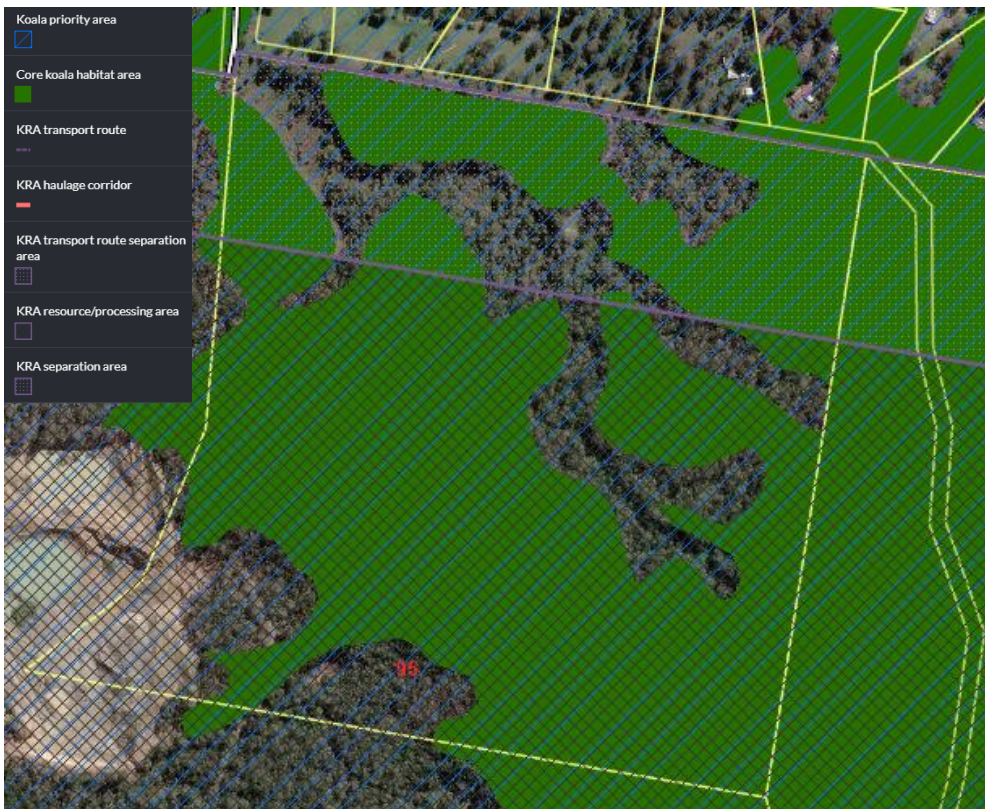 Koala priority area
Core koala habitat area
KRA transport route
KRA haulage corridor
KRA transport route separation
area
KRA resource/processing area
KRA separation area
95